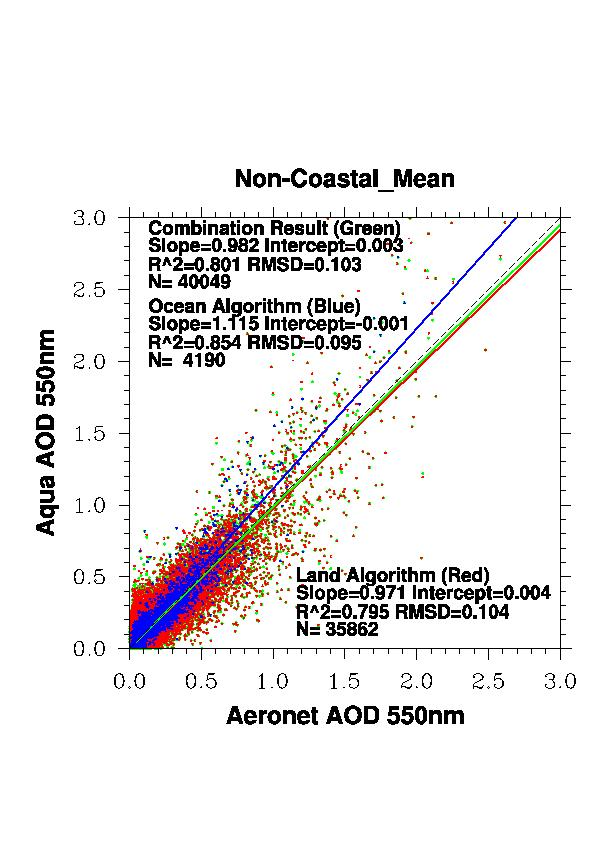 Non-Coastal_Mean
Combination Result (Green)
Slope=0.982 Intercept=0.003
R^2=0.801 RMSD=0.103
N= 40049
Ocean Algorithm (Blue)
Slope=1.115 Intercept=-0.001
R^2=0.854 RMSD=0.095
N= 4190
Land Algorithm (Red)
Slope=0.971 Intercept=0.004
R^2=0.795 RMSD=0.104
N= 35862
3.0
2.5
2.0
1.5
1.0
0.5
0.0
Aqua AOD 550nm
0.0 0.5 1.0 1.5 2.0 2.5 3.0
Aeronet AOD 550nm